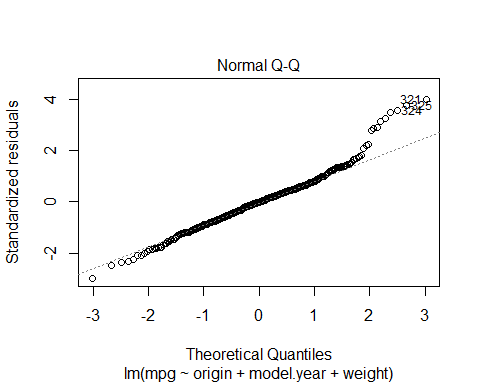 Normal Q-Q
Standardized residuals
4
2
0
-2
321
325
324
-3 -2 -1 0 1 2 3
Theoretical Quantiles
lm(mpg ~ origin + model.year + weight)